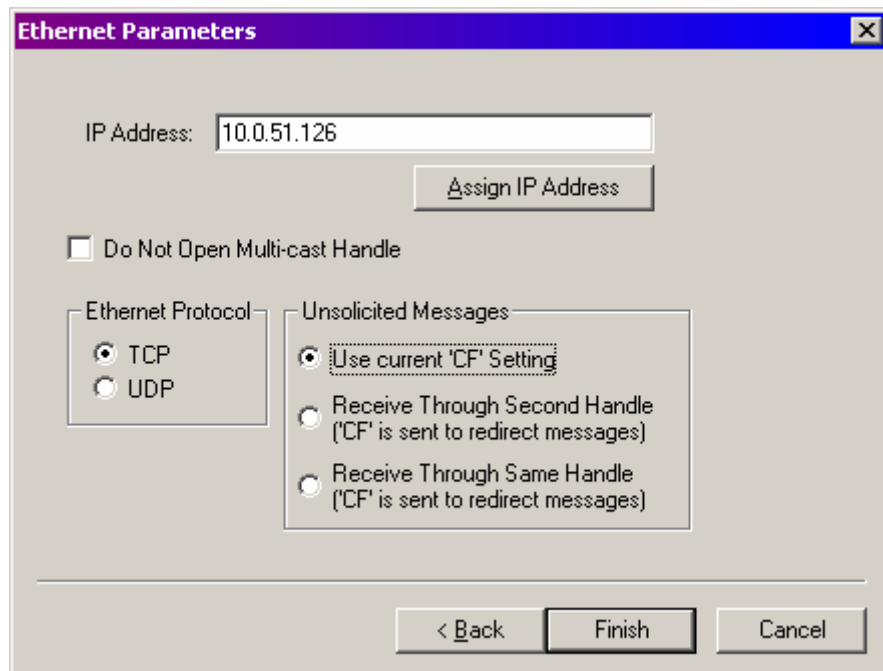 Ethernet Parameters
IP Address: 10.0.51.126
Assign IP Address
Do Not Open Multi-cast Handle
Ethernet Protocol
TCP
UDP
Unsolicited Messages
Use current 'CF' Setting
Receive Through Second Handle
('CF' is sent to redirect messages)
Receive Through Same Handle
('CF' is sent to redirect messages)
< Back
Finish
Cancel